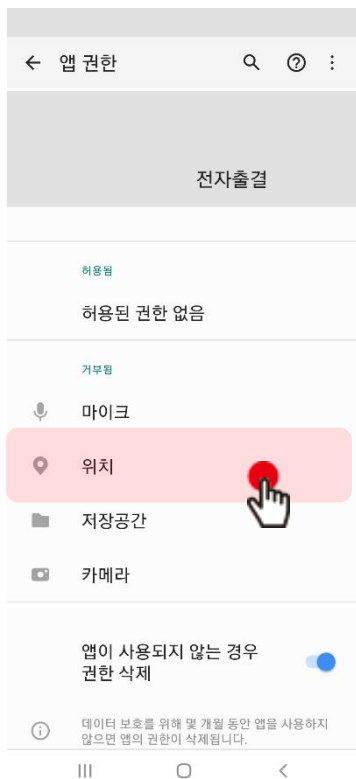 앱 권한
전자출결
허용됨
허용된 권한 없음
거부됨
마이크
위치
저장공간
카메라
앱이 사용되지 않는 경우
권한 삭제
데이터 보호를 위해 몇 개월 동안 앱을 사용하지
않으면 앱의 권한이 삭제됩니다.